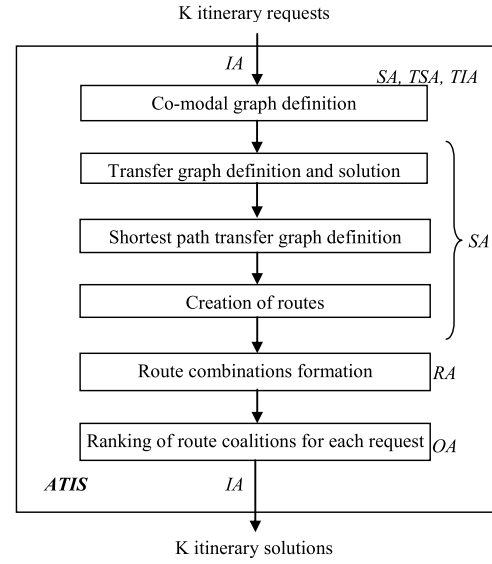 K itinerary requests
IA
SA, TSA, TIA
Co-modal graph definition
Transfer graph definition and solution
Shortest path transfer graph definition
SA
Creation of routes
Route combinations formation
RA
Ranking of route coalitions for each request
OA
ATIS
IA
K itinerary solutions